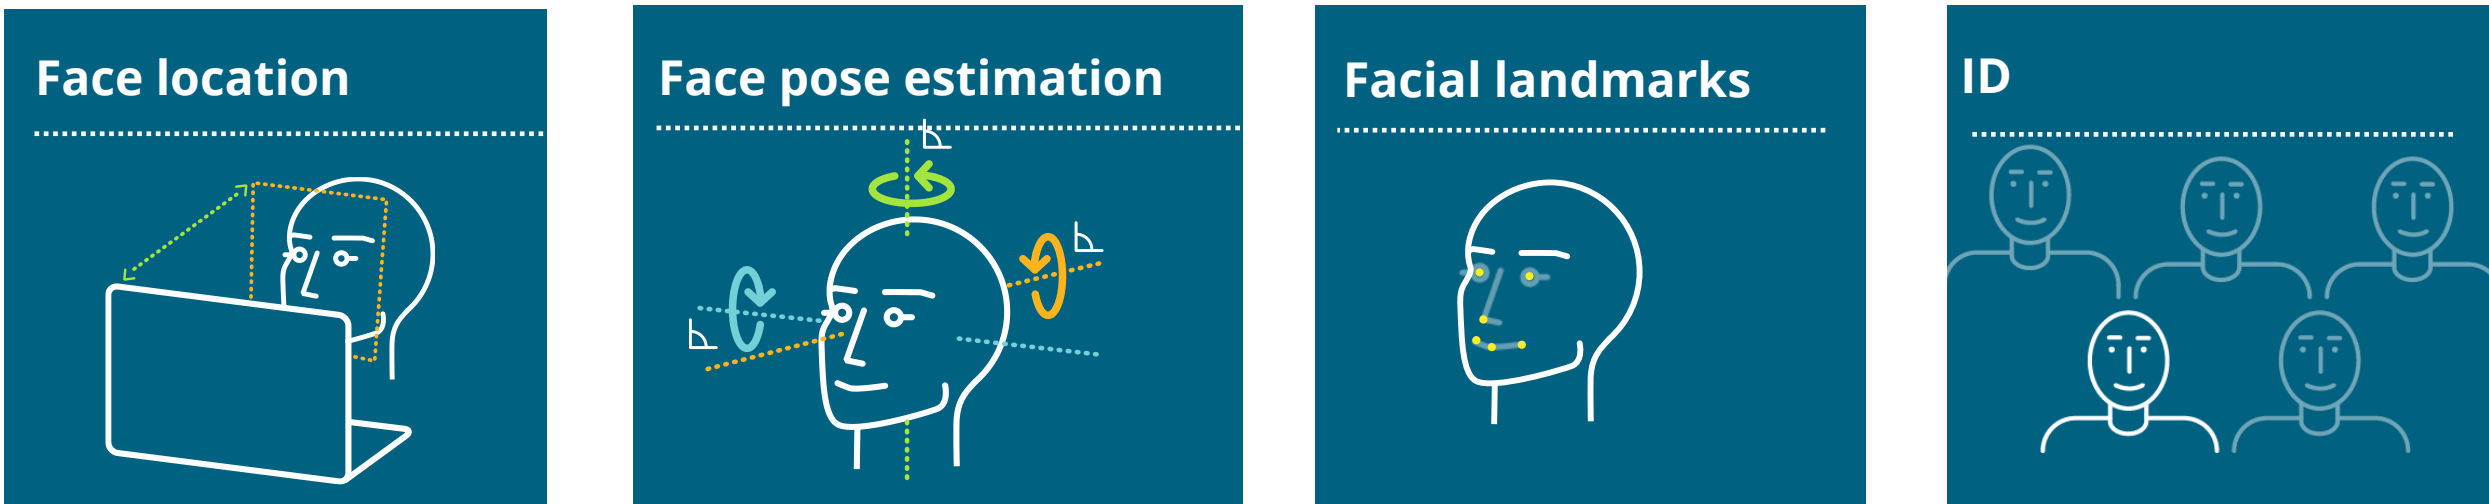 Face location
Face pose estimation
Facial landmarks
ID